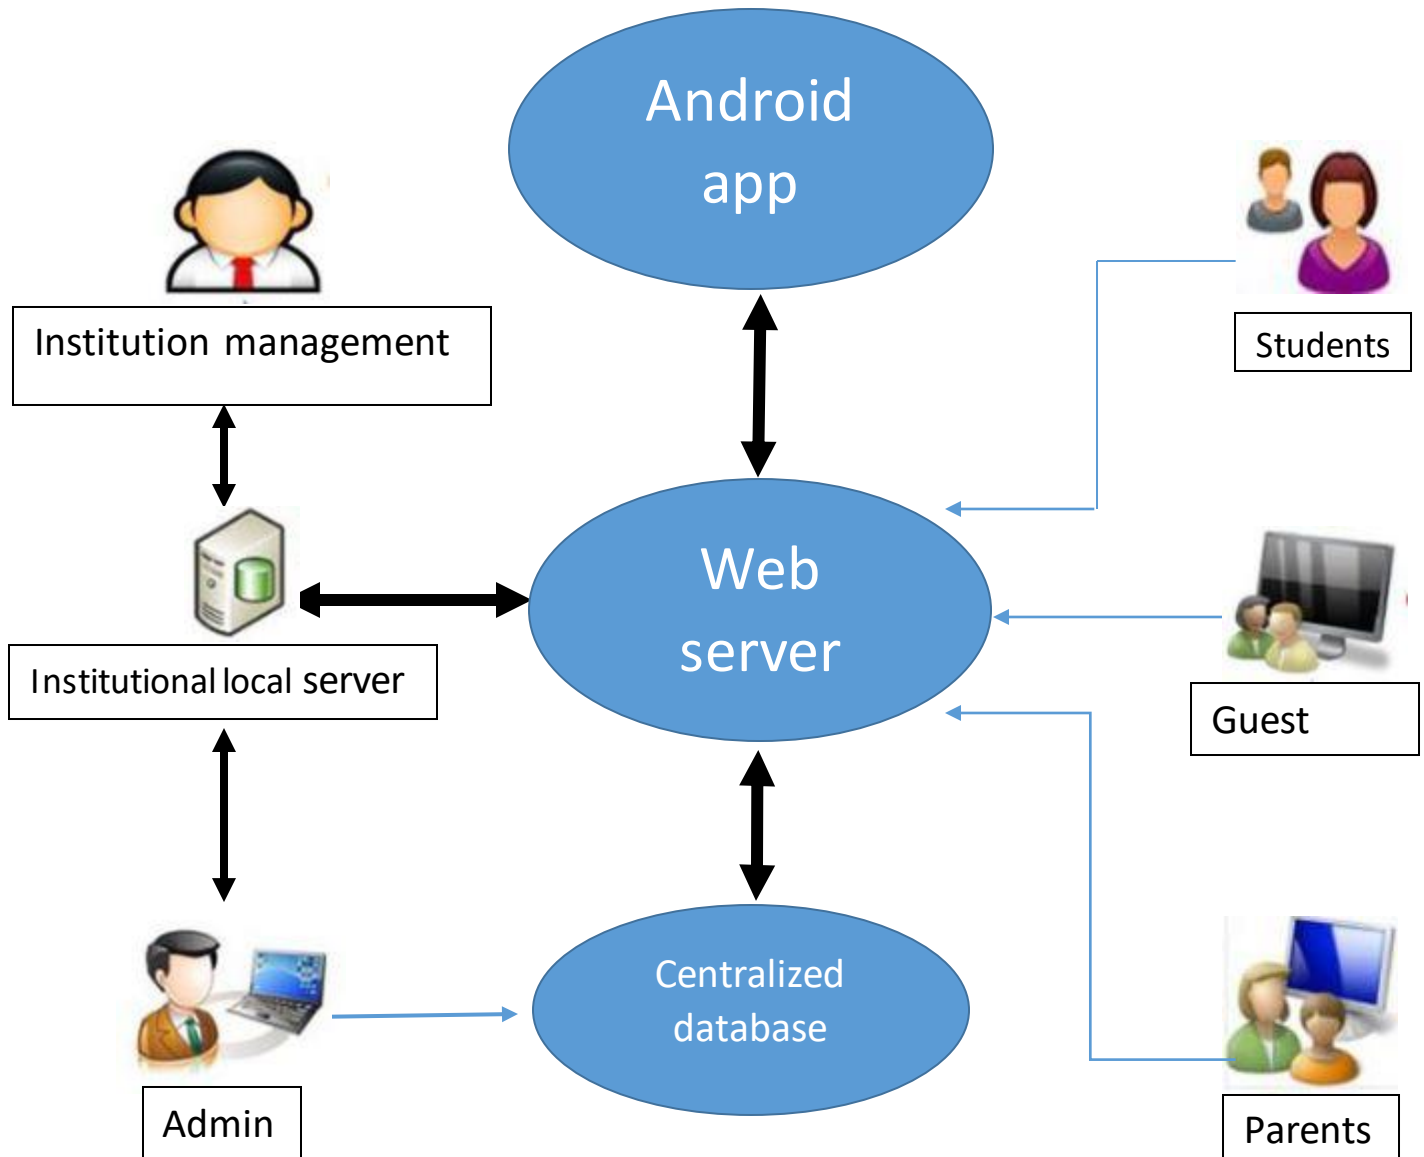 Android
app
Institution management
Students
Web
server
Institutional local server
Guest
Centralized
database
Admin
Parents